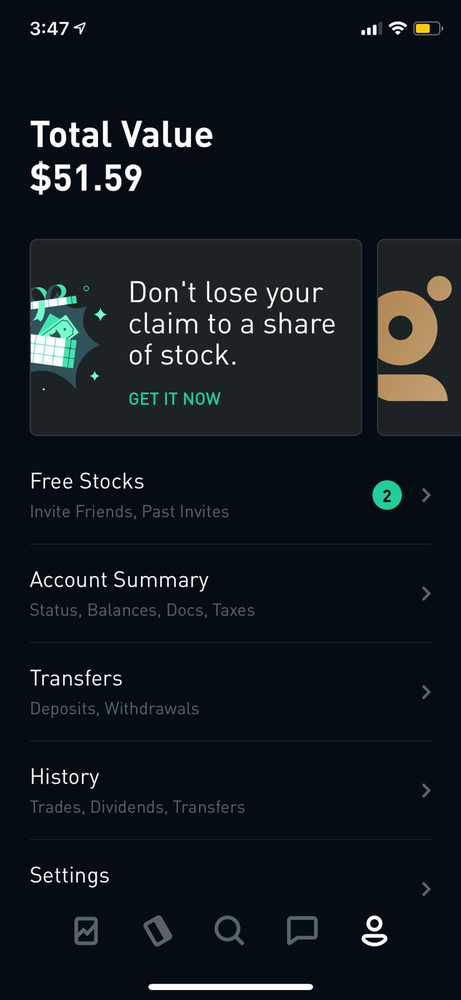 3:47
Total Value
$51.59
Don't lose your
claim to a share
of stock.
GET IT NOW
Free Stocks
2
Invite Friends, Past Invites
Account Summary
Status, Balances, Docs, Taxes
Transfers
Deposits, Withdrawals
History
Trades, Dividends, Transfers
Settings